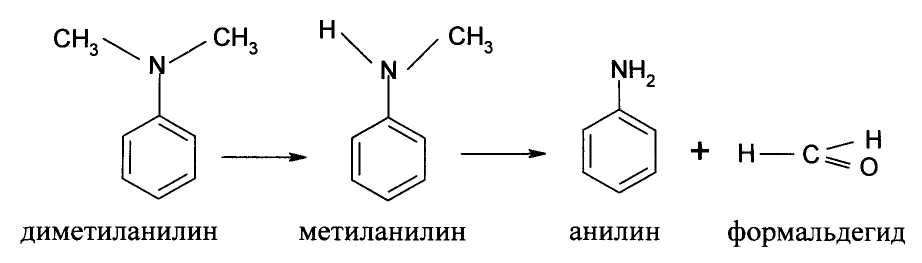 CH₃ CH₃ H CH₃
N N NH₂
H—C H
O
+
диметиланилин метиланилин анилин формальдегид